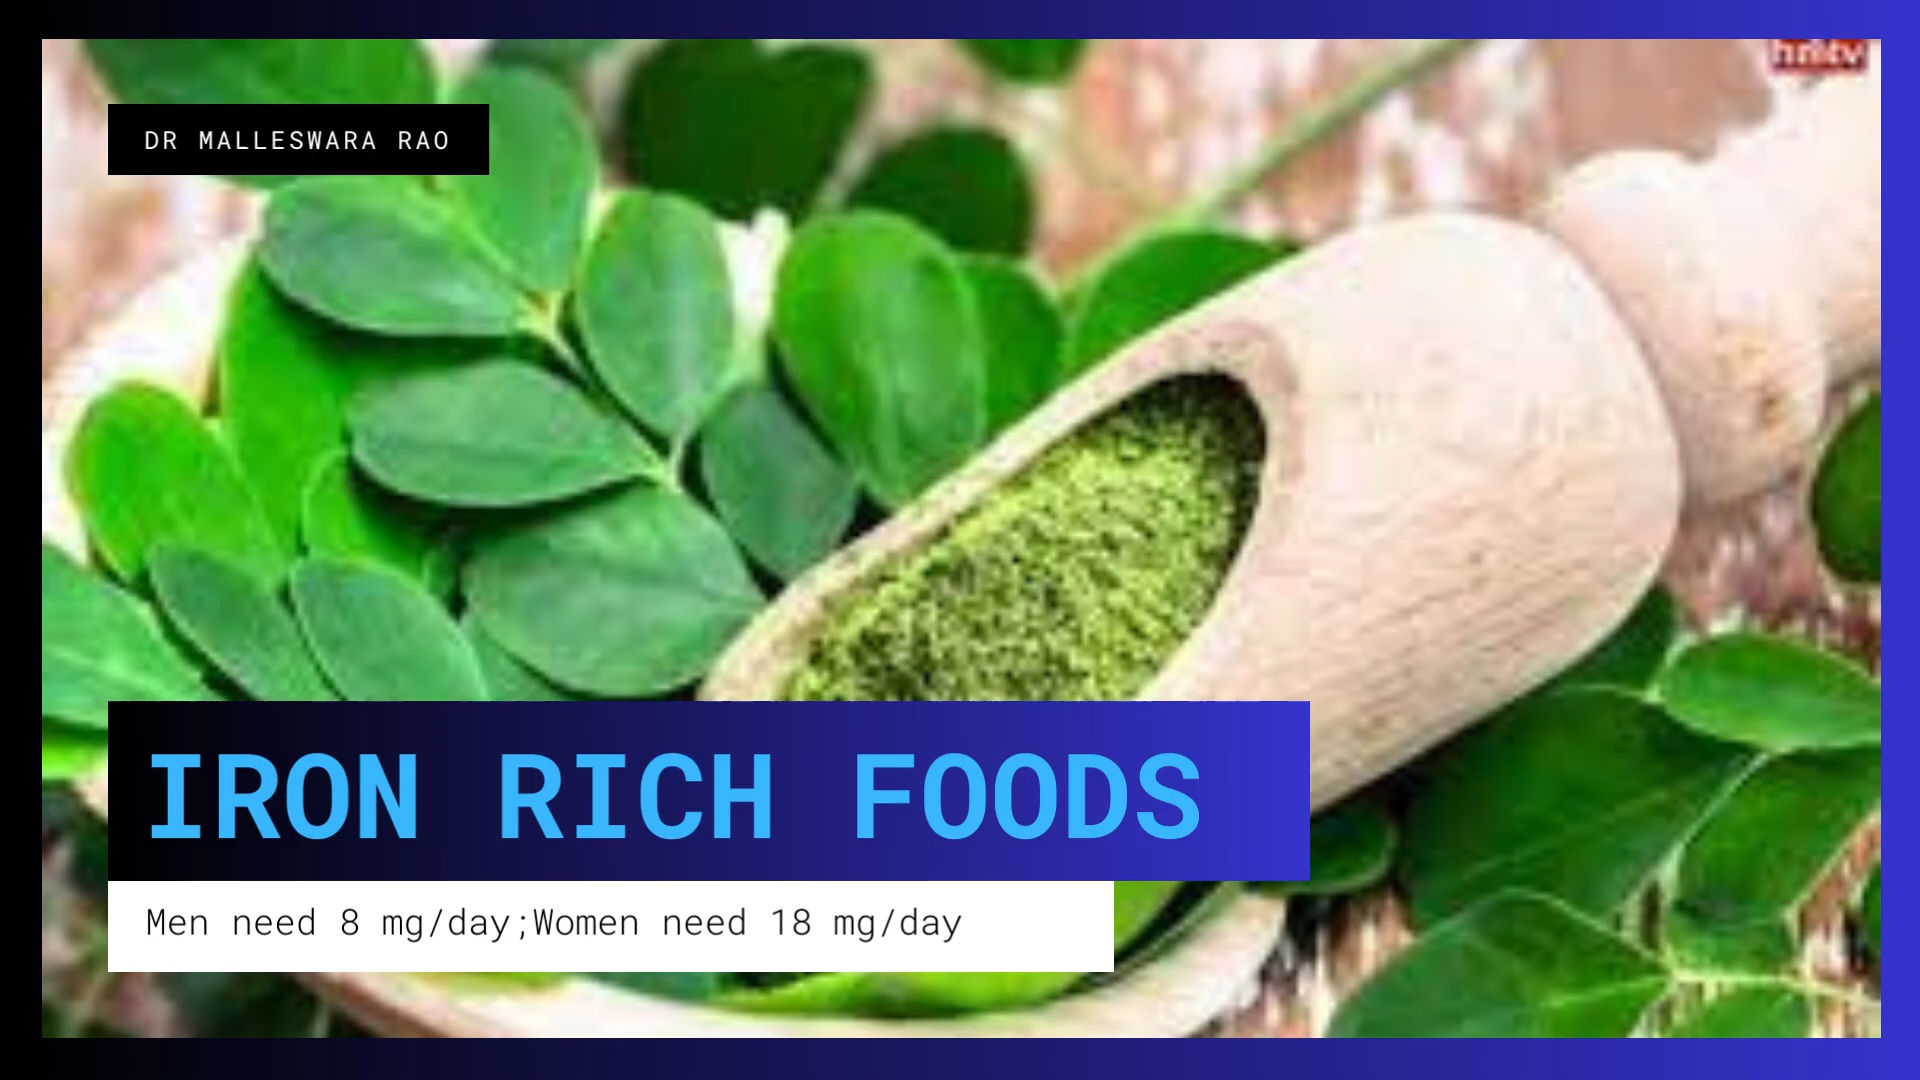 hmtv
DR MALLESWARA RAO
IRON RICH FOODS
Men need 8 mg/day;Women need 18 mg/day